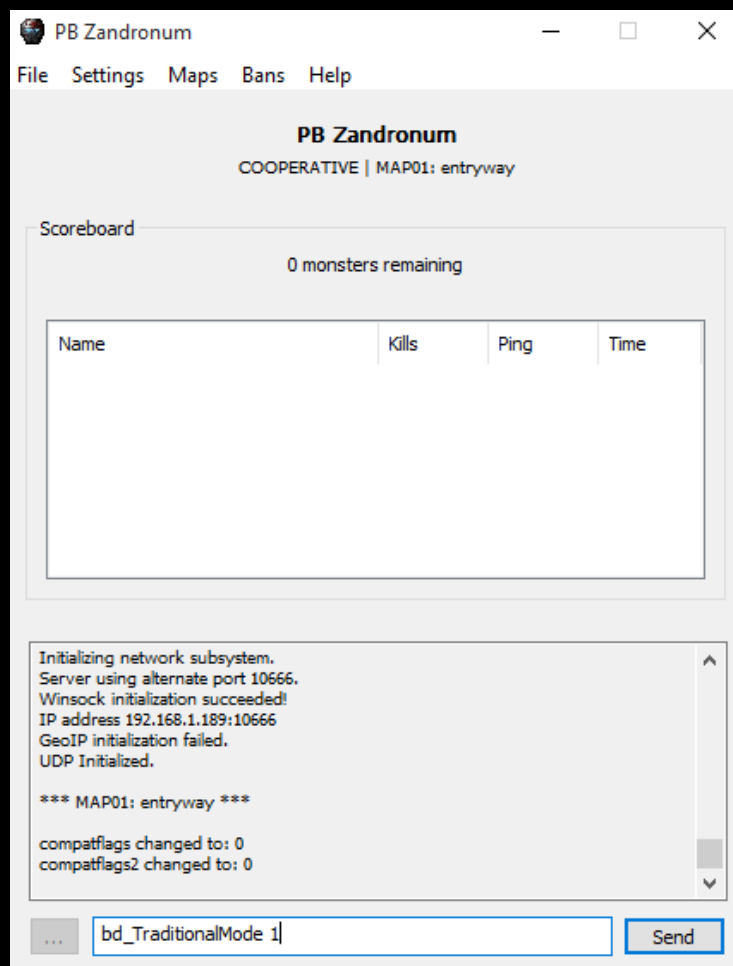 PB Zandronum
File Settings Maps Bans Help
PB Zandronum
COOPERATIVE | MAP01: entryway
Scoreboard
0 monsters remaining
Name Kills Ping Time
Initializing network subsystem.
Server using alternate port 10666.
Winsock initialization succeeded!
IP address 192.168.1.189:10666
GeoIP initialization failed.
UDP Initialized.
*** MAP01: entryway ***
compatflags changed to: 0
compatflags2 changed to: 0
... bd_TraditionalMode 1 Send